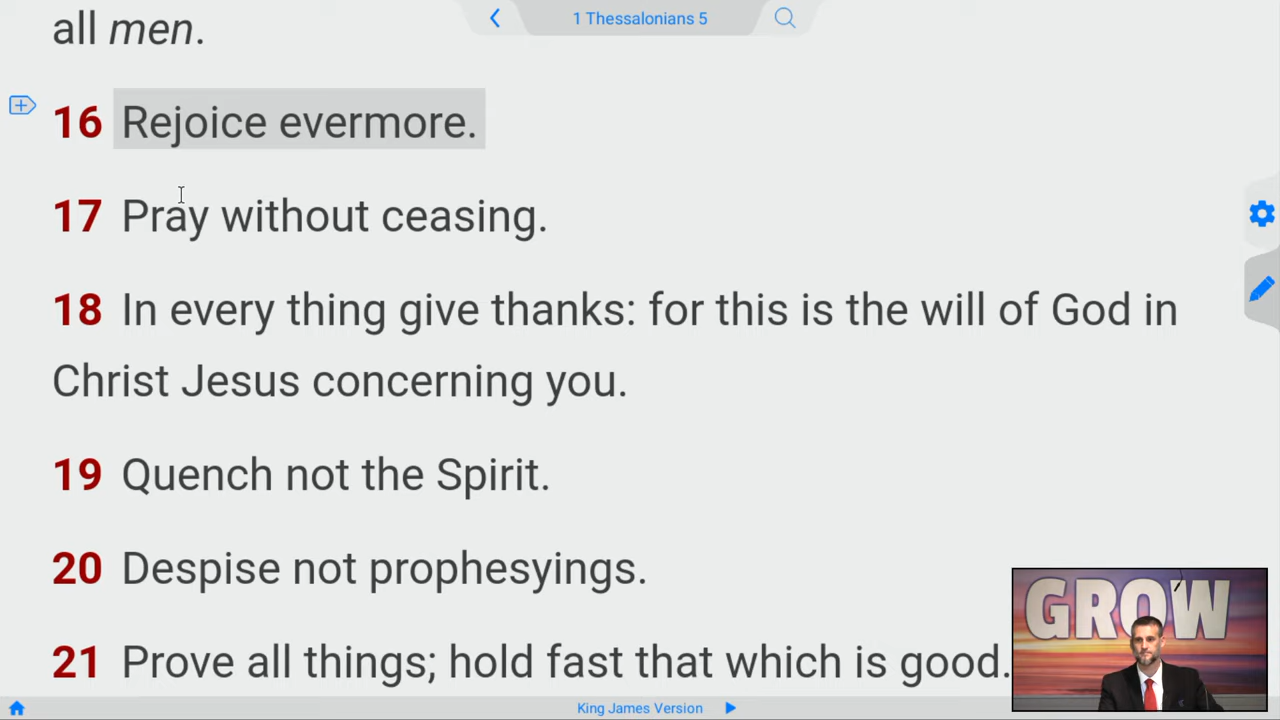 1 Thessalonians 5
all men.
16 Rejoice evermore.
17 Pray without ceasing.
18 In every thing give thanks: for this is the will of God in
Christ Jesus concerning you.
19 Quench not the Spirit.
20 Despise not prophesyings.
21 Prove all things; hold fast that which is good.
GROW
King James Version